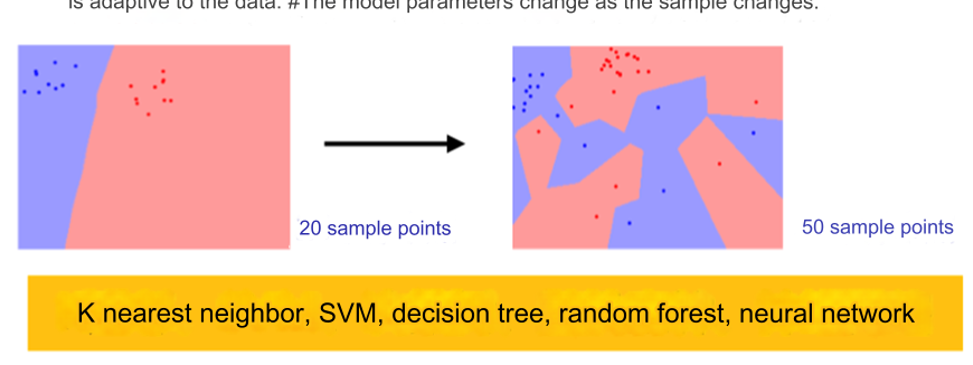 is adaptive to the data. #The model parameters change as the sample changes.
20 sample points
50 sample points
K nearest neighbor, SVM, decision tree, random forest, neural network